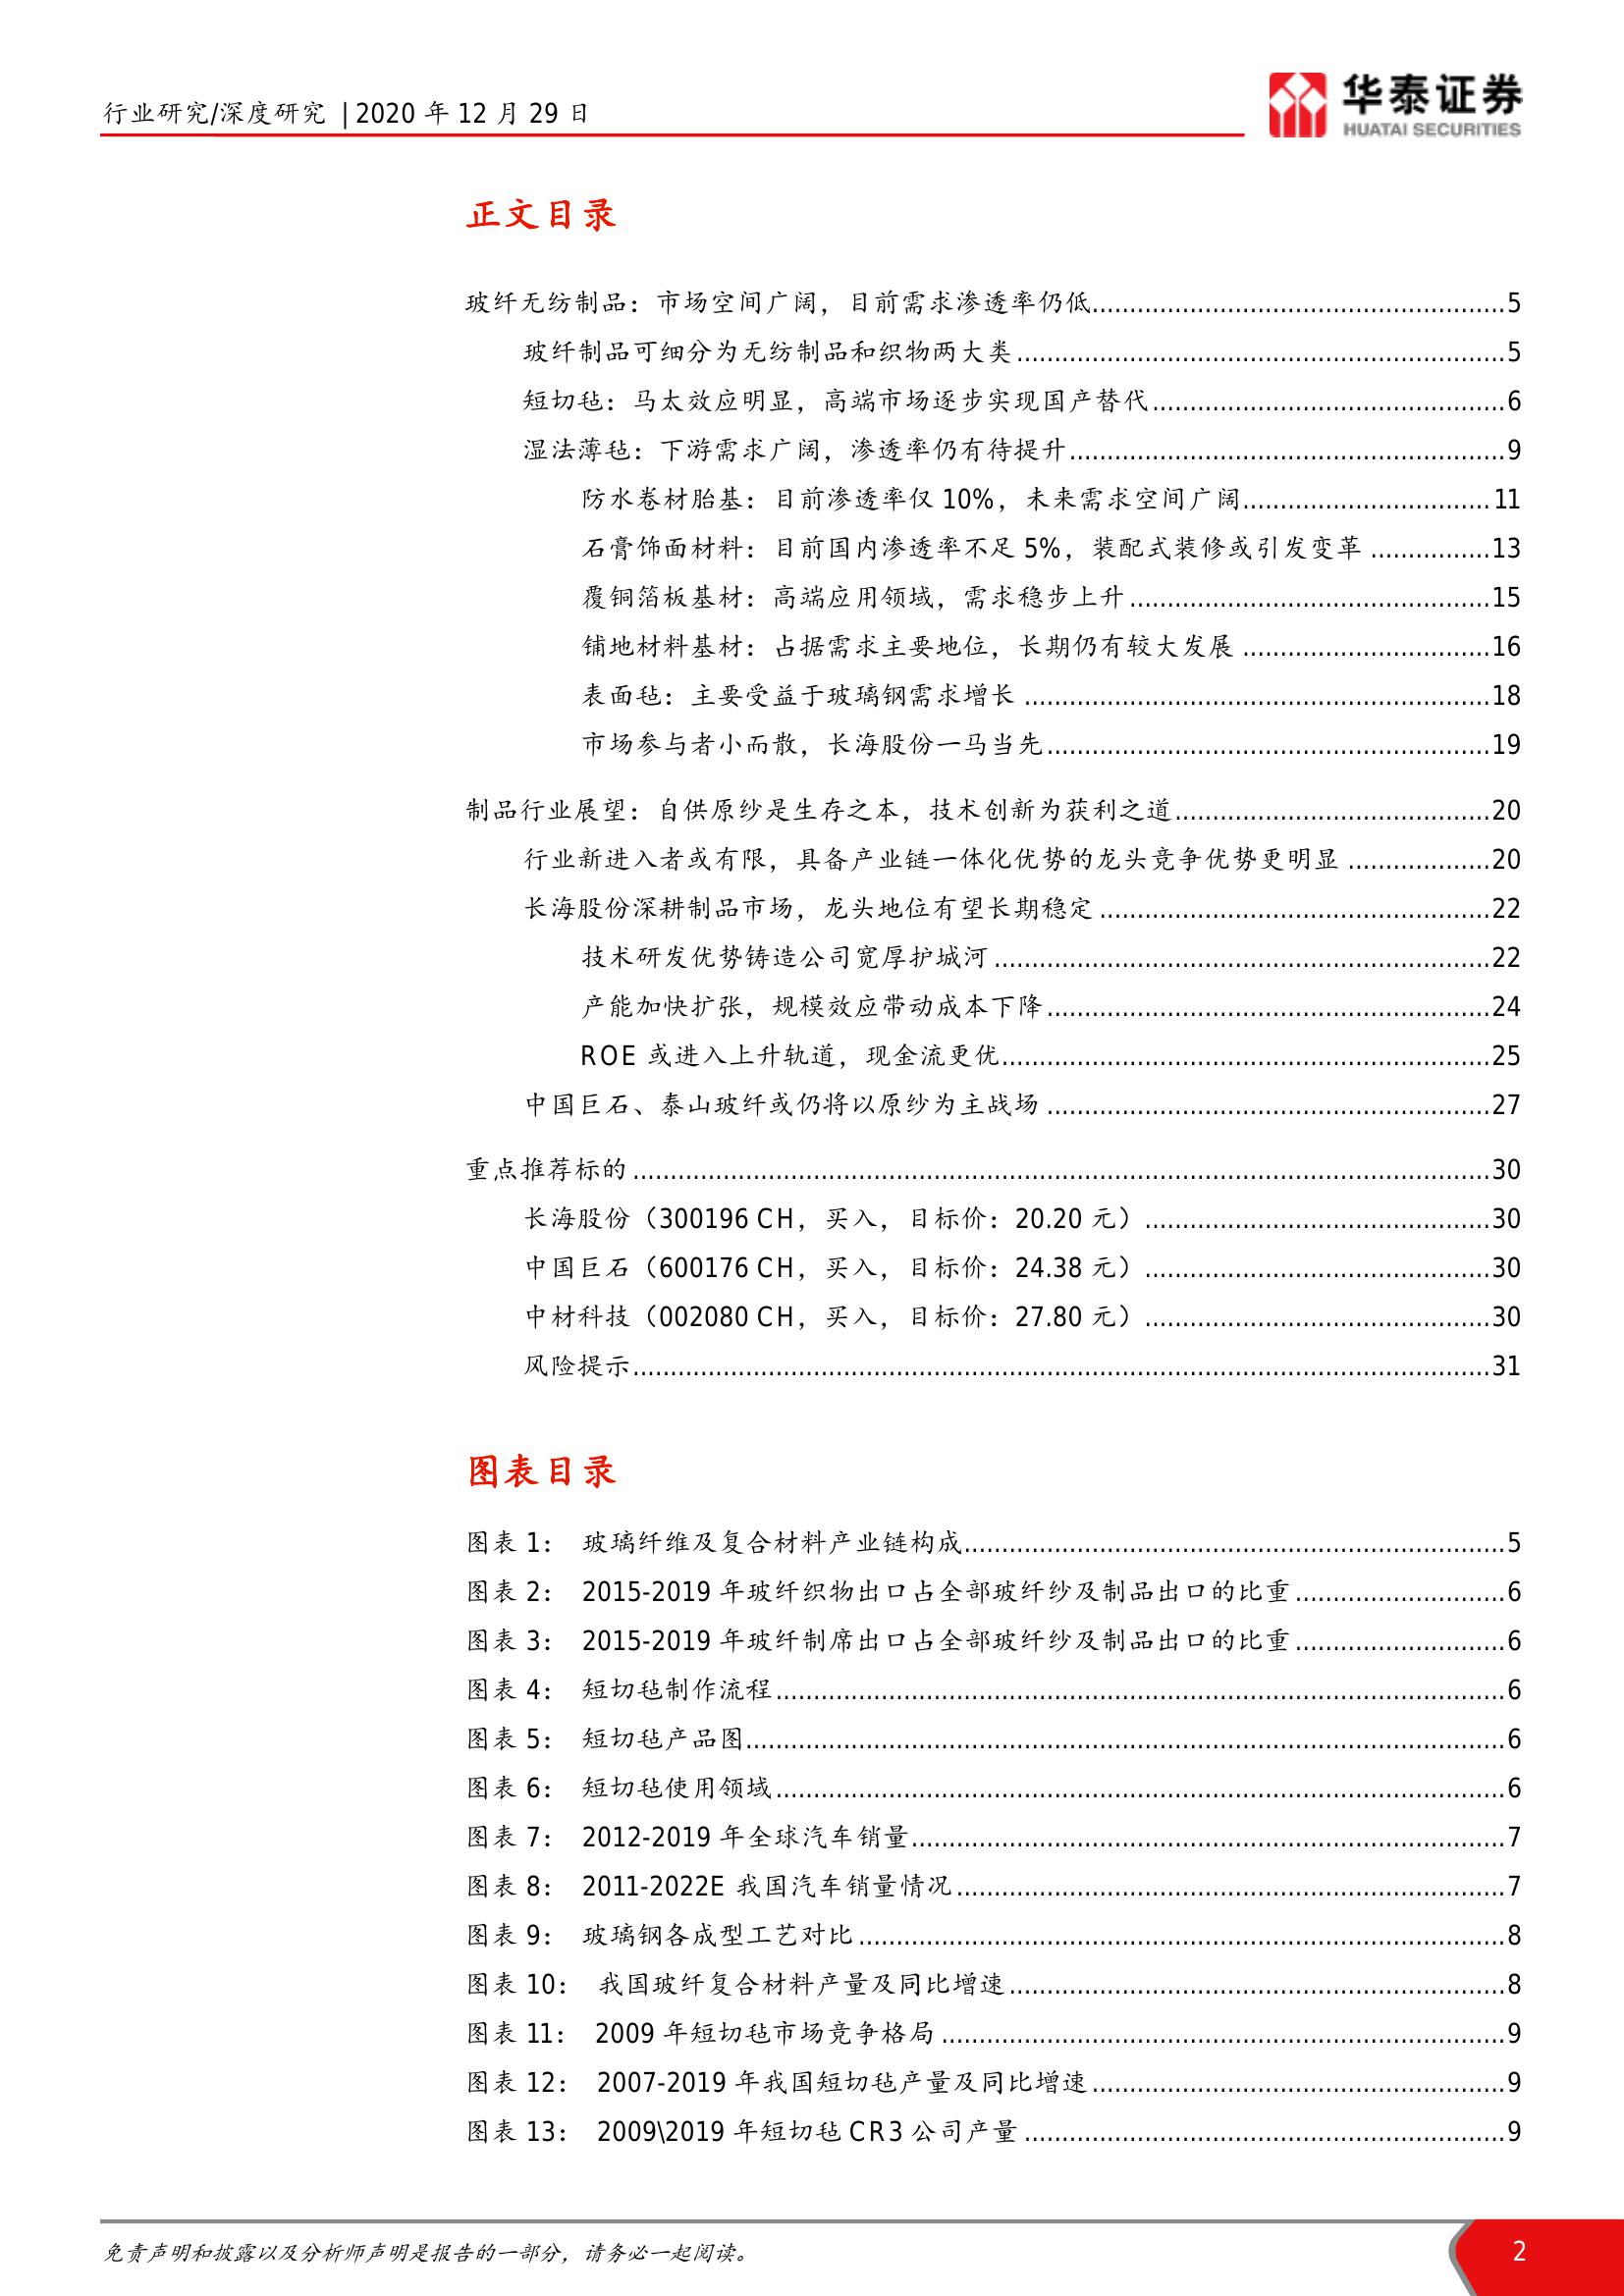 行业研究/深度研究 | 2020 年 12 月 29 日
华泰证券
HUATAI SECURITIES
正文目录
玻纤无纺制品：市场空间广阔，目前需求渗透率仍低........................................................5
玻纤制品可细分为无纺制品和织物两大类..................................................................5
短切毡：马太效应明显，高端市场逐步实现国产替代................................................6
湿法薄毡：下游需求广阔，渗透率仍有待提升...........................................................9
防水卷材胎基：目前渗透率仅 10%，未来需求空间广阔.................................11
石膏饰面材料：目前国内渗透率不足 5%，装配式装修或引发变革 ................13
覆铜箔板基材：高端应用领域，需求稳步上升................................................15
铺地材料基材：占据需求主要地位，长期仍有较大发展 .................................16
表面毡：主要受益于玻璃钢需求增长 ..............................................................18
市场参与者小而散，长海股份一马当先...........................................................19
制品行业展望：自供原纱是生存之本，技术创新为获利之道..........................................20
行业新进入者或有限，具备产业链一体化优势的龙头竞争优势更明显 ...................20
长海股份深耕制品市场，龙头地位有望长期稳定....................................................22
技术研发优势铸造公司宽厚护城河..................................................................22
产能加快扩张，规模效应带动成本下降...........................................................24
ROE 或进入上升轨道，现金流更优.................................................................25
中国巨石、泰山玻纤或仍将以原纱为主战场 ...........................................................27
重点推荐标的..................................................................................................................30
长海股份（300196 CH，买入，目标价：20.20 元）..............................................30
中国巨石（600176 CH，买入，目标价：24.38 元）..............................................30
中材科技（002080 CH，买入，目标价：27.80 元）..............................................30
风险提示..................................................................................................................31
图表目录
图表 1： 玻璃纤维及复合材料产业链构成.........................................................................5
图表 2： 2015-2019 年玻纤织物出口占全部玻纤纱及制品出口的比重..............................6
图表 3： 2015-2019 年玻纤制席出口占全部玻纤纱及制品出口的比重..............................6
图表 4： 短切毡制作流程..................................................................................................6
图表 5： 短切毡产品图......................................................................................................6
图表 6： 短切毡使用领域..................................................................................................6
图表 7： 2012-2019 年全球汽车销量................................................................................7
图表 8： 2011-2022E 我国汽车销量情况..........................................................................7
图表 9： 玻璃钢各成型工艺对比.......................................................................................8
图表 10： 我国玻纤复合材料产量及同比增速...................................................................8
图表 11： 2009 年短切毡市场竞争格局 ............................................................................9
图表 12： 2007-2019 年我国短切毡产量及同比增速........................................................9
图表 13： 2009\2019 年短切毡 CR3 公司产量 .................................................................9
免责声明和披露以及分析师声明是报告的一部分，请务必一起阅读。
2